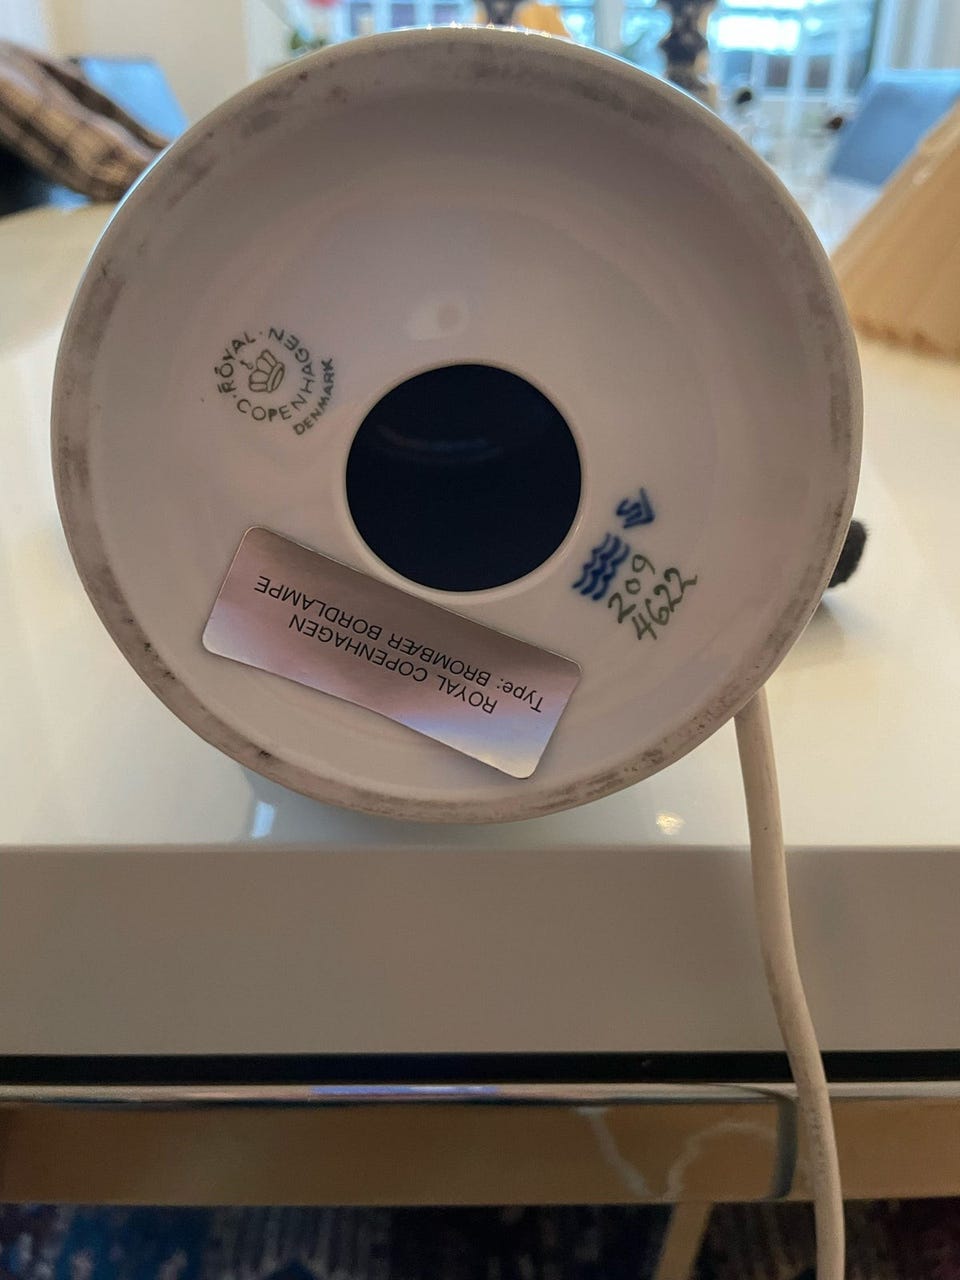 ROYAL · COPENHAGEN ·
DENMARK
209
4622
ROYAL COPENHAGEN
Type: BROMBÆR BORDLAMPE